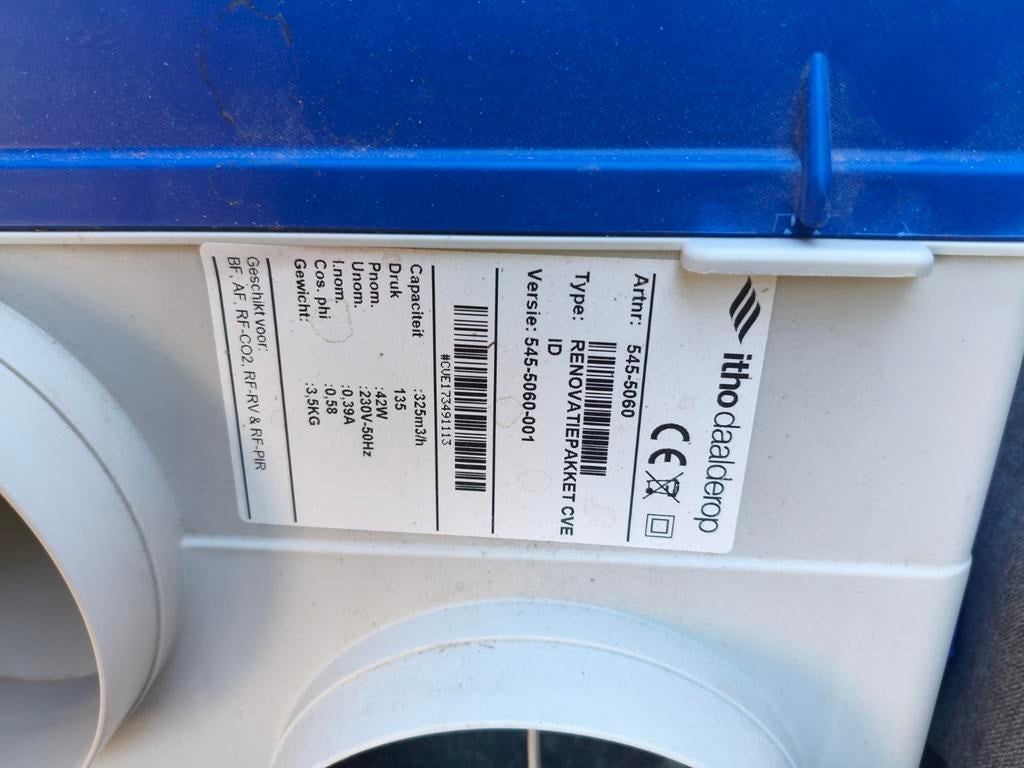 ithodaalderop
Artnr: 545-5060
Type: RENOVATIEPAKKET CVE
ID
Versie: 545-5060-001
#CVE173491113
Capaciteit :325m3/h
Druk 135
Pnom. :42W
Unom. :230V-50Hz
I.nom. :0,39A
Cos. phi :0,58
Gewicht: :3,5KG
Geschikt voor:
BF, AF, RF-CO2, RF-RV & RF-PIR